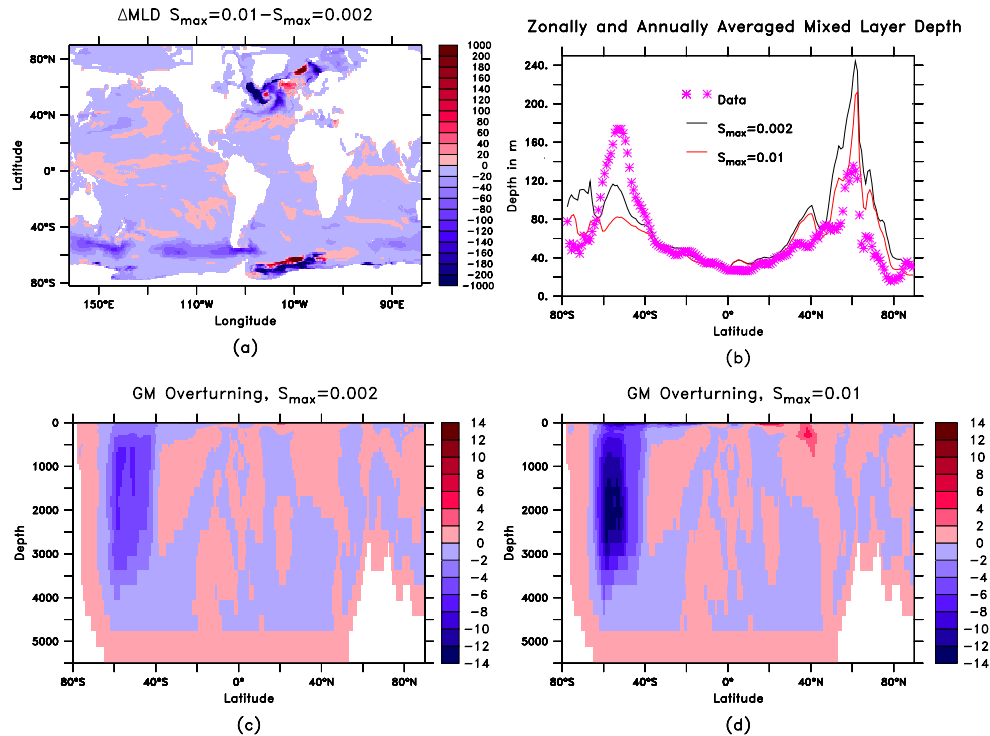 ΔMLD S_max=0.01−S_max=0.002
80°N
40°N
0°
40°S
80°S
Latitude
150°E
110°W
10°W
90°E
Longitude
1000
200
180
160
140
120
100
80
60
40
20
0
−20
−40
−60
−80
−100
−120
−140
−160
−180
−200
−1000
(a)
Zonally and Annually Averaged Mixed Layer Depth
240.
200.
160.
120.
80.
40.
0.
Depth in m
Data
S_max=0.002
S_max=0.01
80°S
40°S
0°
40°N
80°N
Latitude
(b)
GM Overturning, S_max=0.002
0
1000
2000
3000
4000
5000
Depth
80°S
40°S
0°
40°N
80°N
Latitude
14
12
10
8
6
4
2
0
−2
−4
−6
−8
−10
−12
−14
(c)
GM Overturning, S_max=0.01
0
1000
2000
3000
4000
5000
Depth
80°S
40°S
0°
40°N
80°N
Latitude
14
12
10
8
6
4
2
0
−2
−4
−6
−8
−10
−12
−14
(d)